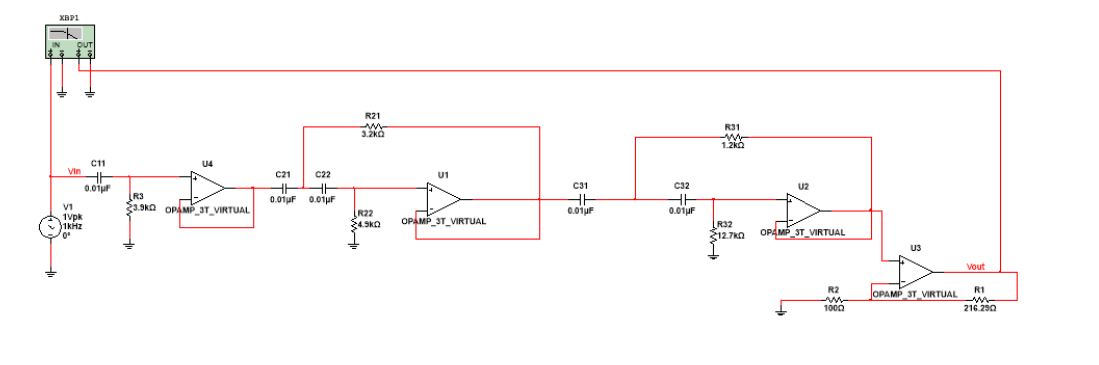 XBP1
IN OUT
R21
3.2kΩ
R31
1.2kΩ
Vin
C11
0.01µF
U4
OPAMP_3T_VIRTUAL
C21
0.01µF
C22
0.01µF
U1
OPAMP_3T_VIRTUAL
C31
0.01µF
C32
0.01µF
U2
OPAMP_3T_VIRTUAL
V1
1Vpk
1kHz
0°
R3
3.9kΩ
R22
4.9kΩ
R32
12.7kΩ
U3
OPAMP_3T_VIRTUAL
Vout
R2
100Ω
R1
216.29Ω